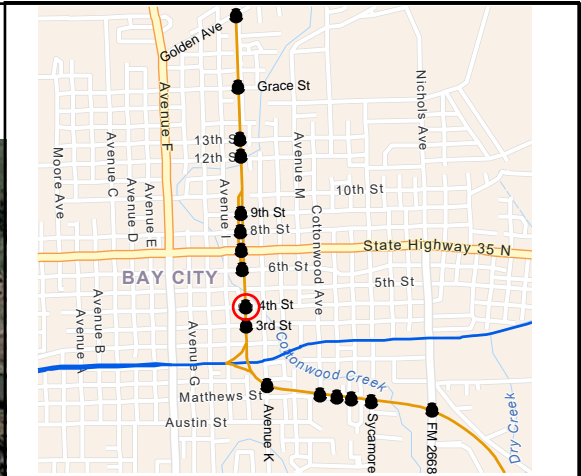 Golden Ave
Grace St
Avenue F
Nichols Ave
13th S
12th S
Avenue C
Avenue M
Moore Ave
Avenue D
Avenue E
Avenue I
10th St
9th St
8th St
Cottonwood Ave
State Highway 35 N
BAY CITY
6th St
5th St
4th St
3rd St
Avenue B
Avenue A
Avenue G
Cottonwood Creek
Matthews St
Austin St
Avenue K
Sycamore
FM 2668
Dry Creek